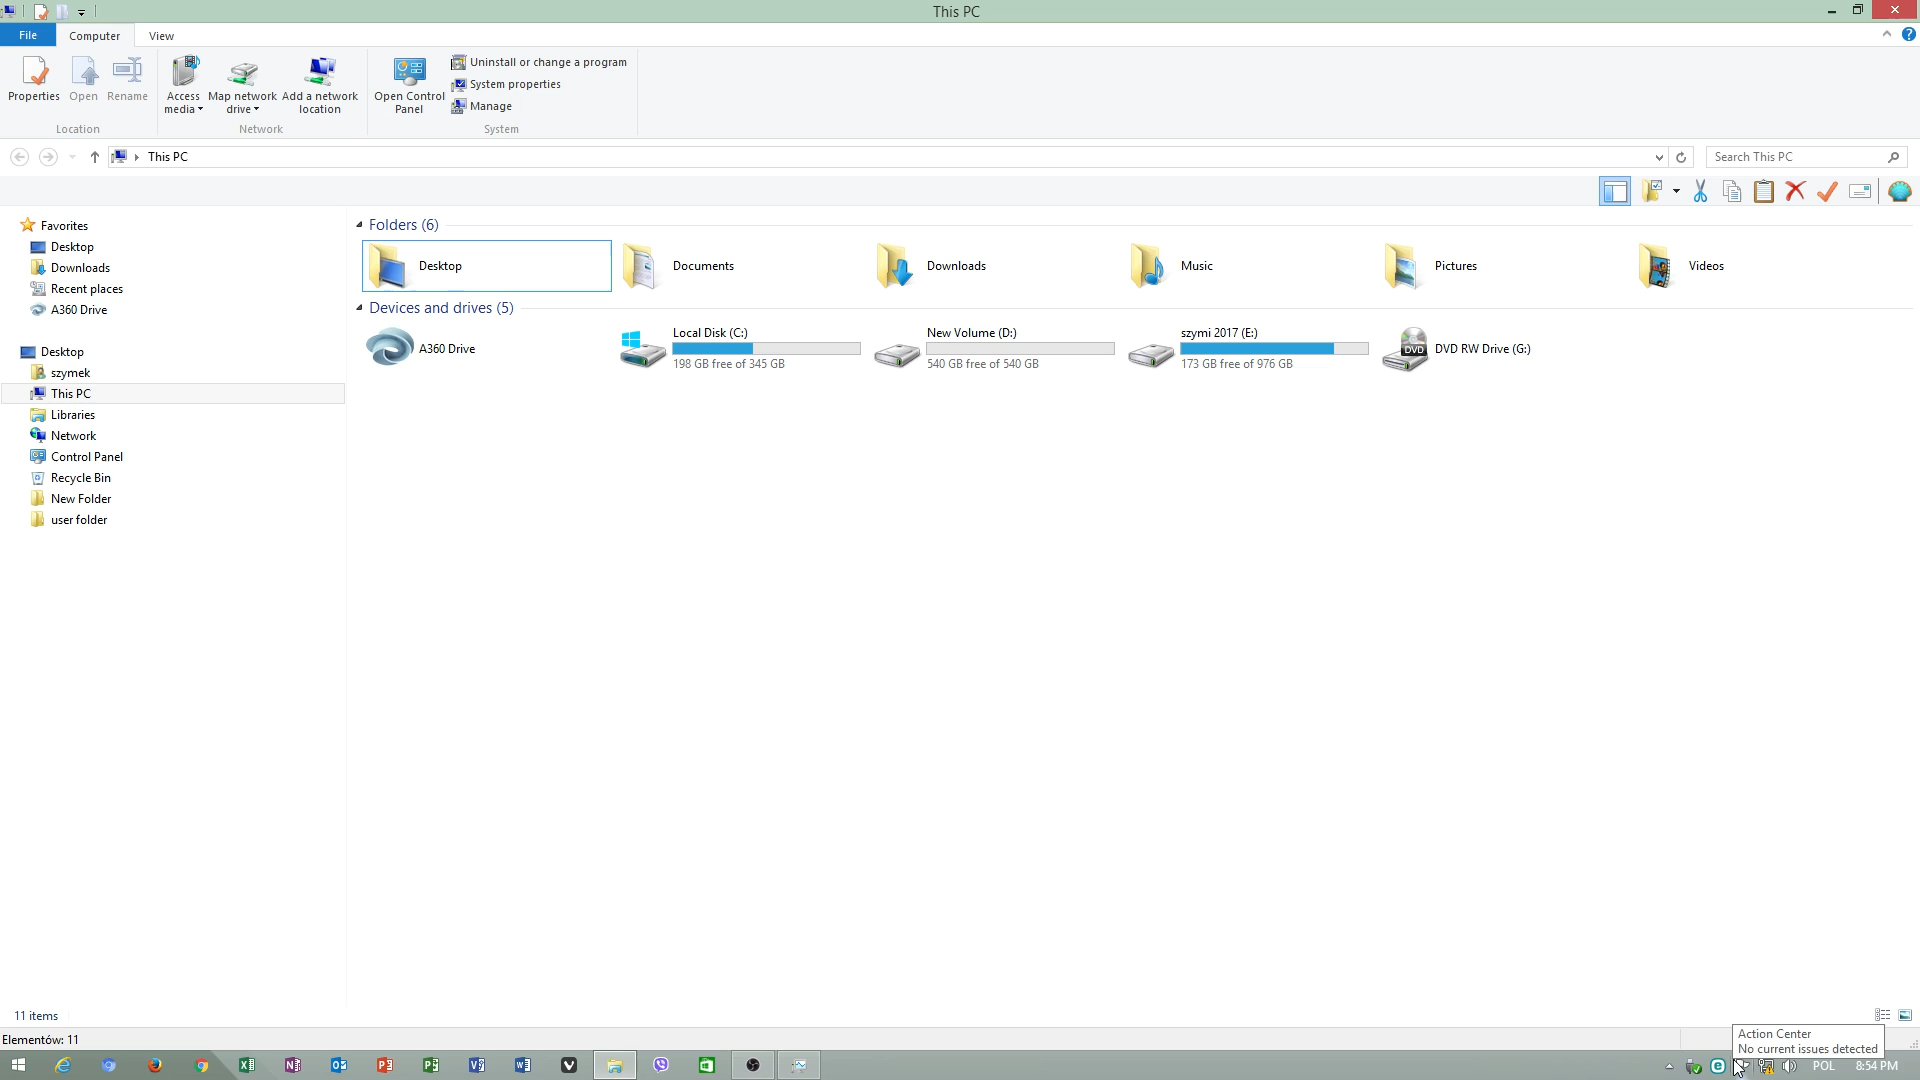 This PC
File
Computer
View
Properties
Open
Rename
Access media
Map network drive
Add a network location
Open Control Panel
Uninstall or change a program
System properties
Manage
Location
Network
System
This PC
Search This PC
Favorites
Desktop
Downloads
Recent places
A360 Drive
Desktop
szymek
This PC
Libraries
Network
Control Panel
Recycle Bin
New Folder
user folder
Folders (6)
Desktop
Documents
Downloads
Music
Pictures
Videos
Devices and drives (5)
A360 Drive
Local Disk (C:)
198 GB free of 345 GB
New Volume (D:)
540 GB free of 540 GB
szymi 2017 (E:)
173 GB free of 976 GB
DVD
DVD RW Drive (G:)
11 items
Elementów: 11
Action Center
No current issues detected
POL
8:54 PM